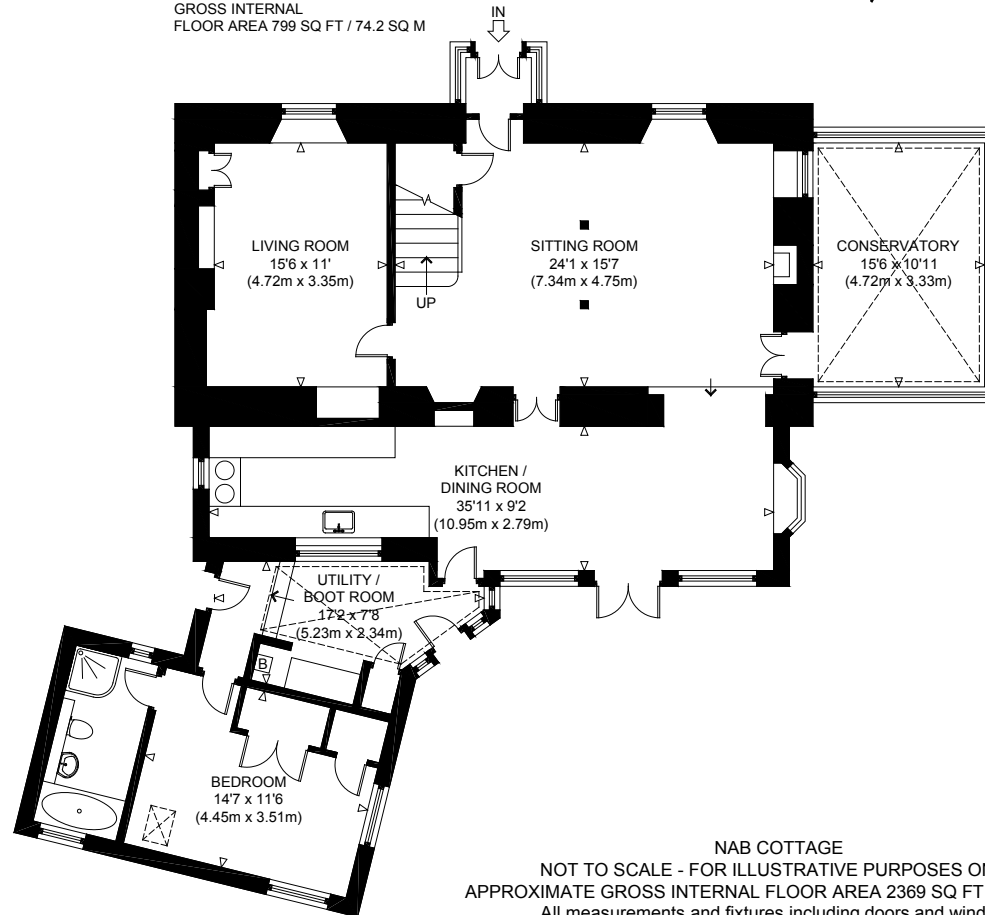 GROSS INTERNAL
FLOOR AREA 799 SQ FT / 74.2 SQ M
IN
LIVING ROOM
15'6 x 11'
(4.72m x 3.35m)
UP
SITTING ROOM
24'1 x 15'7
(7.34m x 4.75m)
CONSERVATORY
15'6 x 10'11
(4.72m x 3.33m)
KITCHEN /
DINING ROOM
35'11 x 9'2
(10.95m x 2.79m)
UTILITY /
BOOT ROOM
17'2 x 7'8
(5.23m x 2.34m)
B
BEDROOM
14'7 x 11'6
(4.45m x 3.51m)
NAB COTTAGE
NOT TO SCALE - FOR ILLUSTRATIVE PURPOSES
APPROXIMATE GROSS INTERNAL FLOOR AREA 2369 SQ FT
All measurements and fixtures including doors and